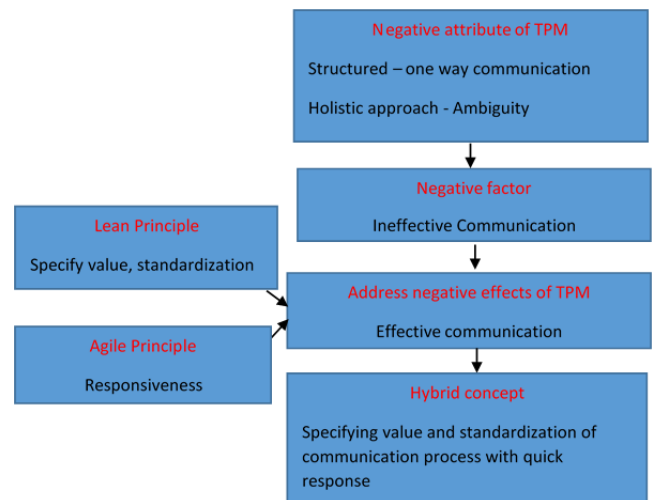 Negative attribute of TPM
Structured – one way communication
Holistic approach - Ambiguity
Negative factor
Ineffective Communication
Lean Principle
Specify value, standardization
Address negative effects of TPM
Effective communication
Agile Principle
Responsiveness
Hybrid concept
Specifying value and standardization of
communication process with quick
response